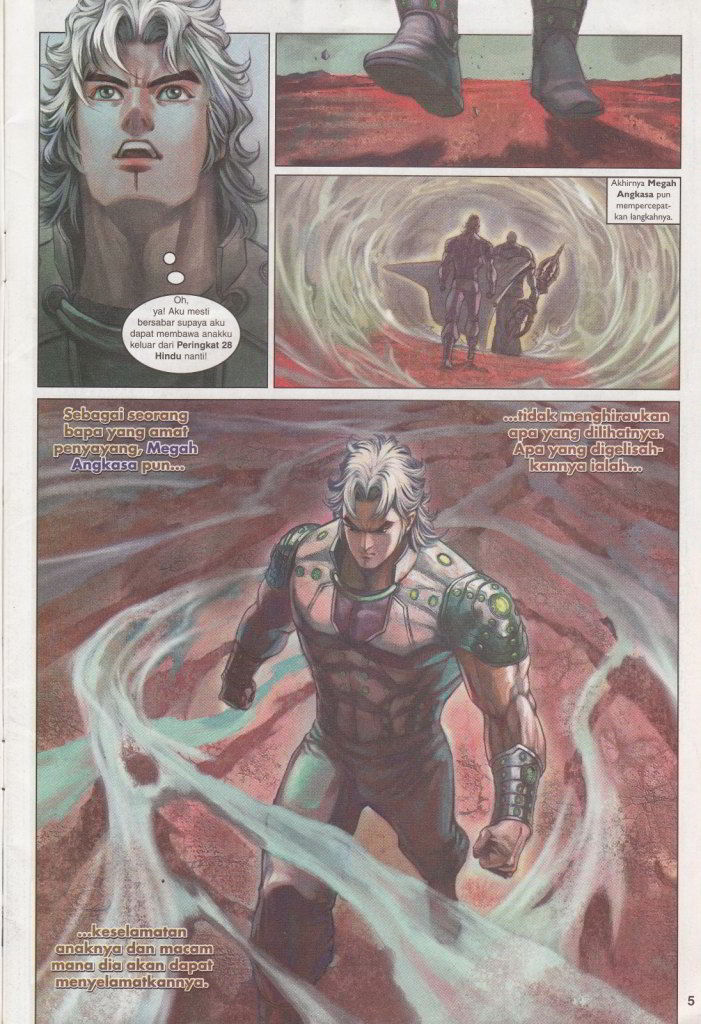 Oh,
ya! Aku mesti
bersabar supaya aku
dapat membawa anakku
keluar dari Peringkat 28
Hindu nanti!
Akhirnya Megah
Angkasa pun
mempercepat-
kan langkahnya.
Sebagai seorang
bapa yang amat
penyayang, Megah
Angkasa pun...
...tidak menghiraukan
apa yang dilihatnya.
Apa yang digelisah-
kannya ialah...
...keselamatan
anaknya dan macam
mana dia akan dapat
menyelamatkannya.
5